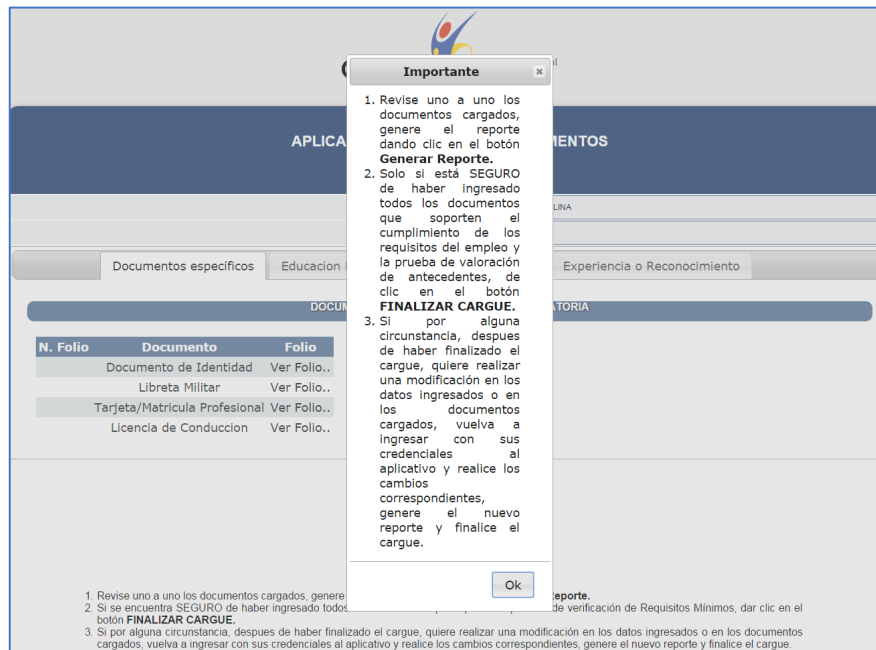 Importante
1. Revise uno a uno los
documentos cargados,
genere el reporte
dando clic en el botón
Generar Reporte.
2. Solo si está SEGURO
de haber ingresado
todos los documentos
que soporten el
cumplimiento de los
requisitos del empleo y
la prueba de valoración
de antecedentes, de
clic en el botón
FINALIZAR CARGUE.
3. Si por alguna
circunstancia, despues
de haber finalizado el
cargue, quiere realizar
una modificación en los
datos ingresados o en
los documentos
cargados, vuelva a
ingresar con sus
credenciales al
aplicativo y realice los
cambios
correspondientes,
genere el nuevo
reporte y finalice el
cargue.
Ok
Documentos específicos Educacion Experiencia o Reconocimiento
N. Folio Documento Folio
Documento de Identidad Ver Folio..
Libreta Militar Ver Folio..
Tarjeta/Matricula Profesional Ver Folio..
Licencia de Conduccion Ver Folio..
1. Revise uno a uno los documentos cargados, genere eporte.
2. Si se encuentra SEGURO de haber ingresado todos de verificación de Requisitos Mínimos, dar clic en el
botón FINALIZAR CARGUE.
3. Si por alguna circunstancia, despues de haber finalizado el cargue, quiere realizar una modificación en los datos ingresados o en los documentos
cargados, vuelva a ingresar con sus credenciales al aplicativo y realice los cambios correspondientes, genere el nuevo reporte y finalice el cargue.